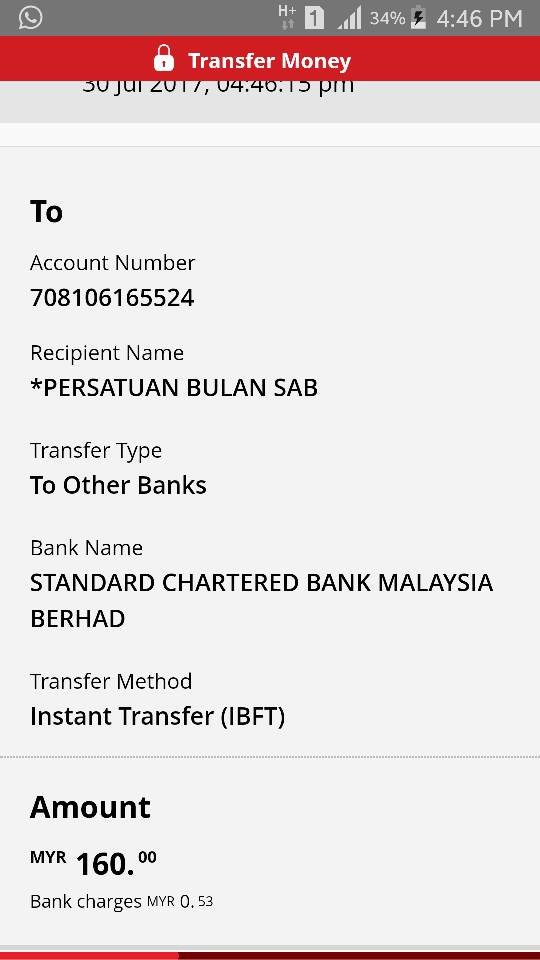 H+ 1 34% 4:46 PM
Transfer Money
30 Jul 2017, 04:46:15 pm
To
Account Number
708106165524
Recipient Name
*PERSATUAN BULAN SAB
Transfer Type
To Other Banks
Bank Name
STANDARD CHARTERED BANK MALAYSIA
BERHAD
Transfer Method
Instant Transfer (IBFT)
Amount
MYR 160.00
Bank charges MYR 0.53